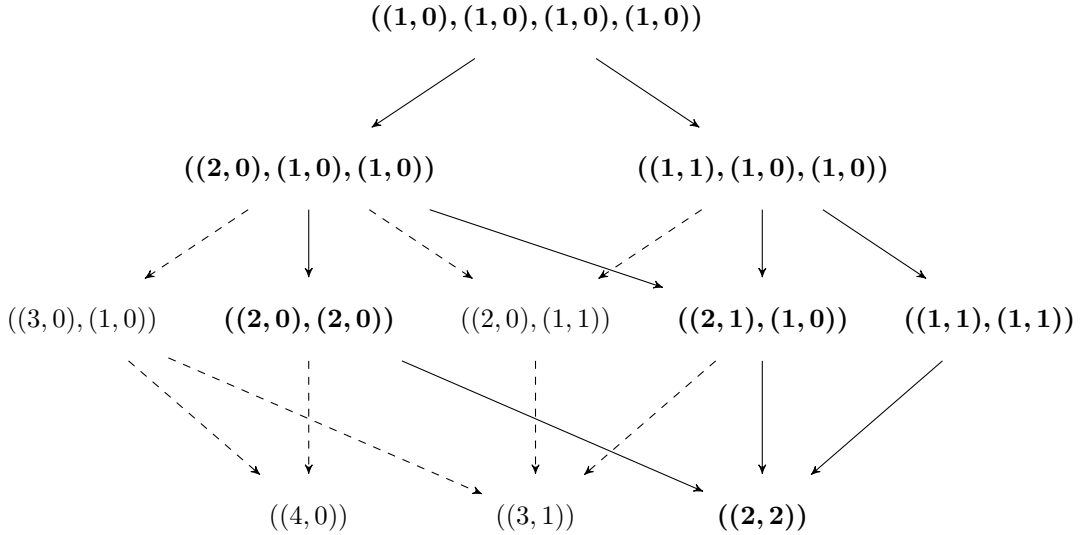 ((1, 0), (1, 0), (1, 0), (1, 0))
((2, 0), (1, 0), (1, 0)) ((1, 1), (1, 0), (1, 0))
((3, 0), (1, 0)) ((2, 0), (2, 0)) ((2, 0), (1, 1)) ((2, 1), (1, 0)) ((1, 1), (1, 1))
((4, 0)) ((3, 1)) ((2, 2))